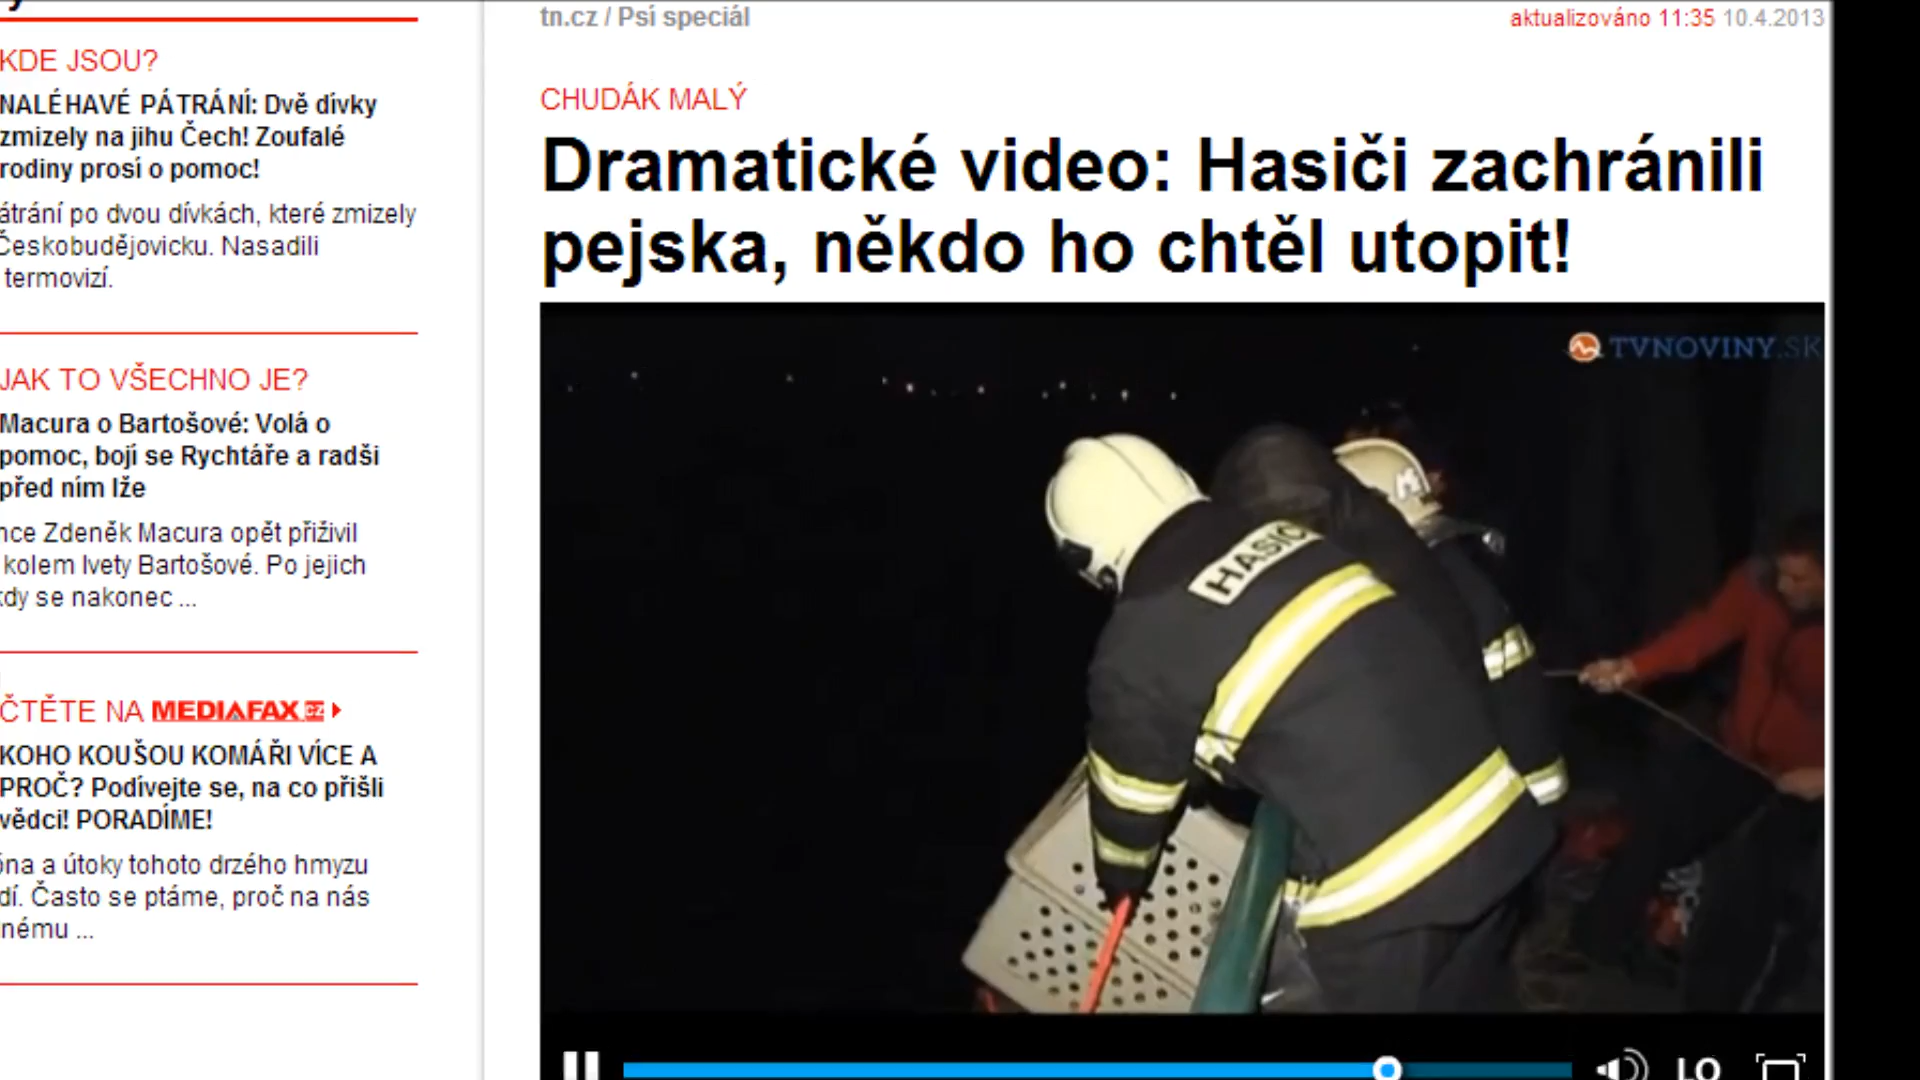 KDE JSOU?
NALÉHAVÉ PÁTRÁNÍ: Dvě dívky
zmizely na jihu Čech! Zoufalé
rodiny prosí o pomoc!
átrání po dvou dívkách, které zmizely
Českobudějovicku. Nasadili
termovizí.
JAK TO VŠECHNO JE?
Macura o Bartošové: Volá o
pomoc, bojí se Rychtáře a radši
před ním lže
nce Zdeněk Macura opět přiživil
kolem Ivety Bartošové. Po jejich
kdy se nakonec ...
ČTĚTE NA MEDIAFAX.CZ
KOHO KOUŠOU KOMÁŘI VÍCE A
PROČ? Podívejte se, na co přišli
vědci! PORADÍME!
óna a útoky tohoto drzého hmyzu
dí. Často se ptáme, proč na nás
nému ...
tn.cz / Psí speciál
aktualizováno 11:35 10.4.2013
CHUDÁK MALÝ
Dramatické video: Hasiči zachránili
pejska, někdo ho chtěl utopit!
TVNOVINY.SK
HASIČ
LQ